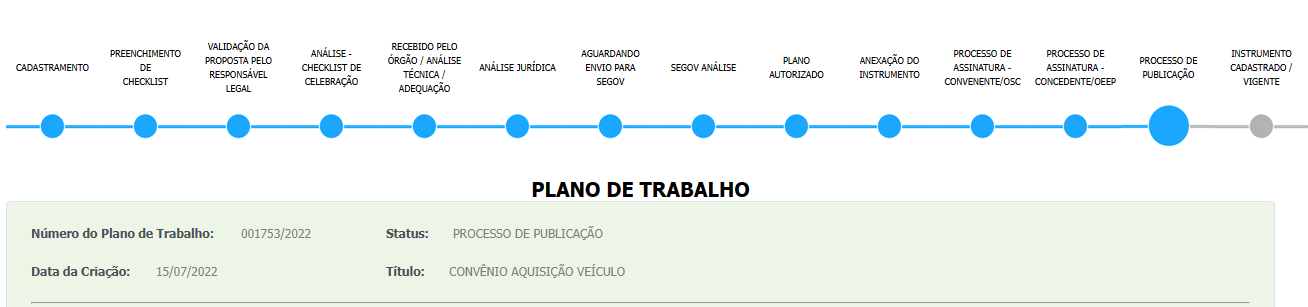 CADASTRAMENTO
PREENCHIMENTO
DE
CHECKLIST
VALIDAÇÃO DA
PROPOSTA PELO
RESPONSÁVEL
LEGAL
ANÁLISE -
CHECKLIST DE
CELEBRAÇÃO
RECEBIDO PELO
ÓRGÃO / ANÁLISE
TÉCNICA /
ADEQUAÇÃO
ANÁLISE JURÍDICA
AGUARDANDO
ENVIO PARA
SEGOV
SEGOV ANÁLISE
PLANO
AUTORIZADO
ANEXAÇÃO DO
INSTRUMENTO
PROCESSO DE
ASSINATURA -
CONVENENTE/OSC
PROCESSO DE
ASSINATURA -
CONCEDENTE/OEEP
PROCESSO DE
PUBLICAÇÃO
INSTRUMENTO
CADASTRADO /
VIGENTE
PLANO DE TRABALHO
Número do Plano de Trabalho: 001753/2022 Status: PROCESSO DE PUBLICAÇÃO
Data da Criação: 15/07/2022 Título: CONVÊNIO AQUISIÇÃO VEÍCULO